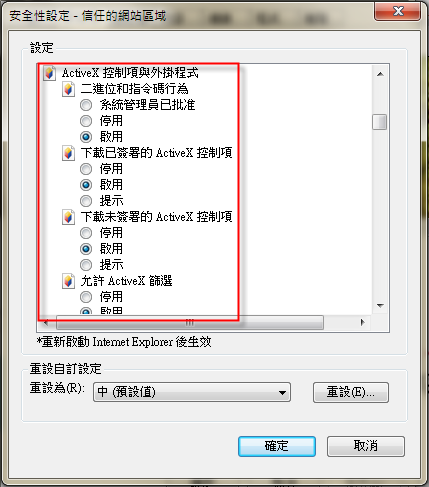 安全性設定 - 信任的網站區域
設定
ActiveX 控制項與外掛程式
二進位和指令碼行為
系統管理員已批准
停用
啟用
下載已簽署的 ActiveX 控制項
停用
啟用
提示
下載未簽署的 ActiveX 控制項
停用
啟用
提示
允許 ActiveX 篩選
停用
啟用
*重新啟動 Internet Explorer 後生效
重設自訂設定
重設為(R):
中 (預設值)
重設(E)...
確定
取消